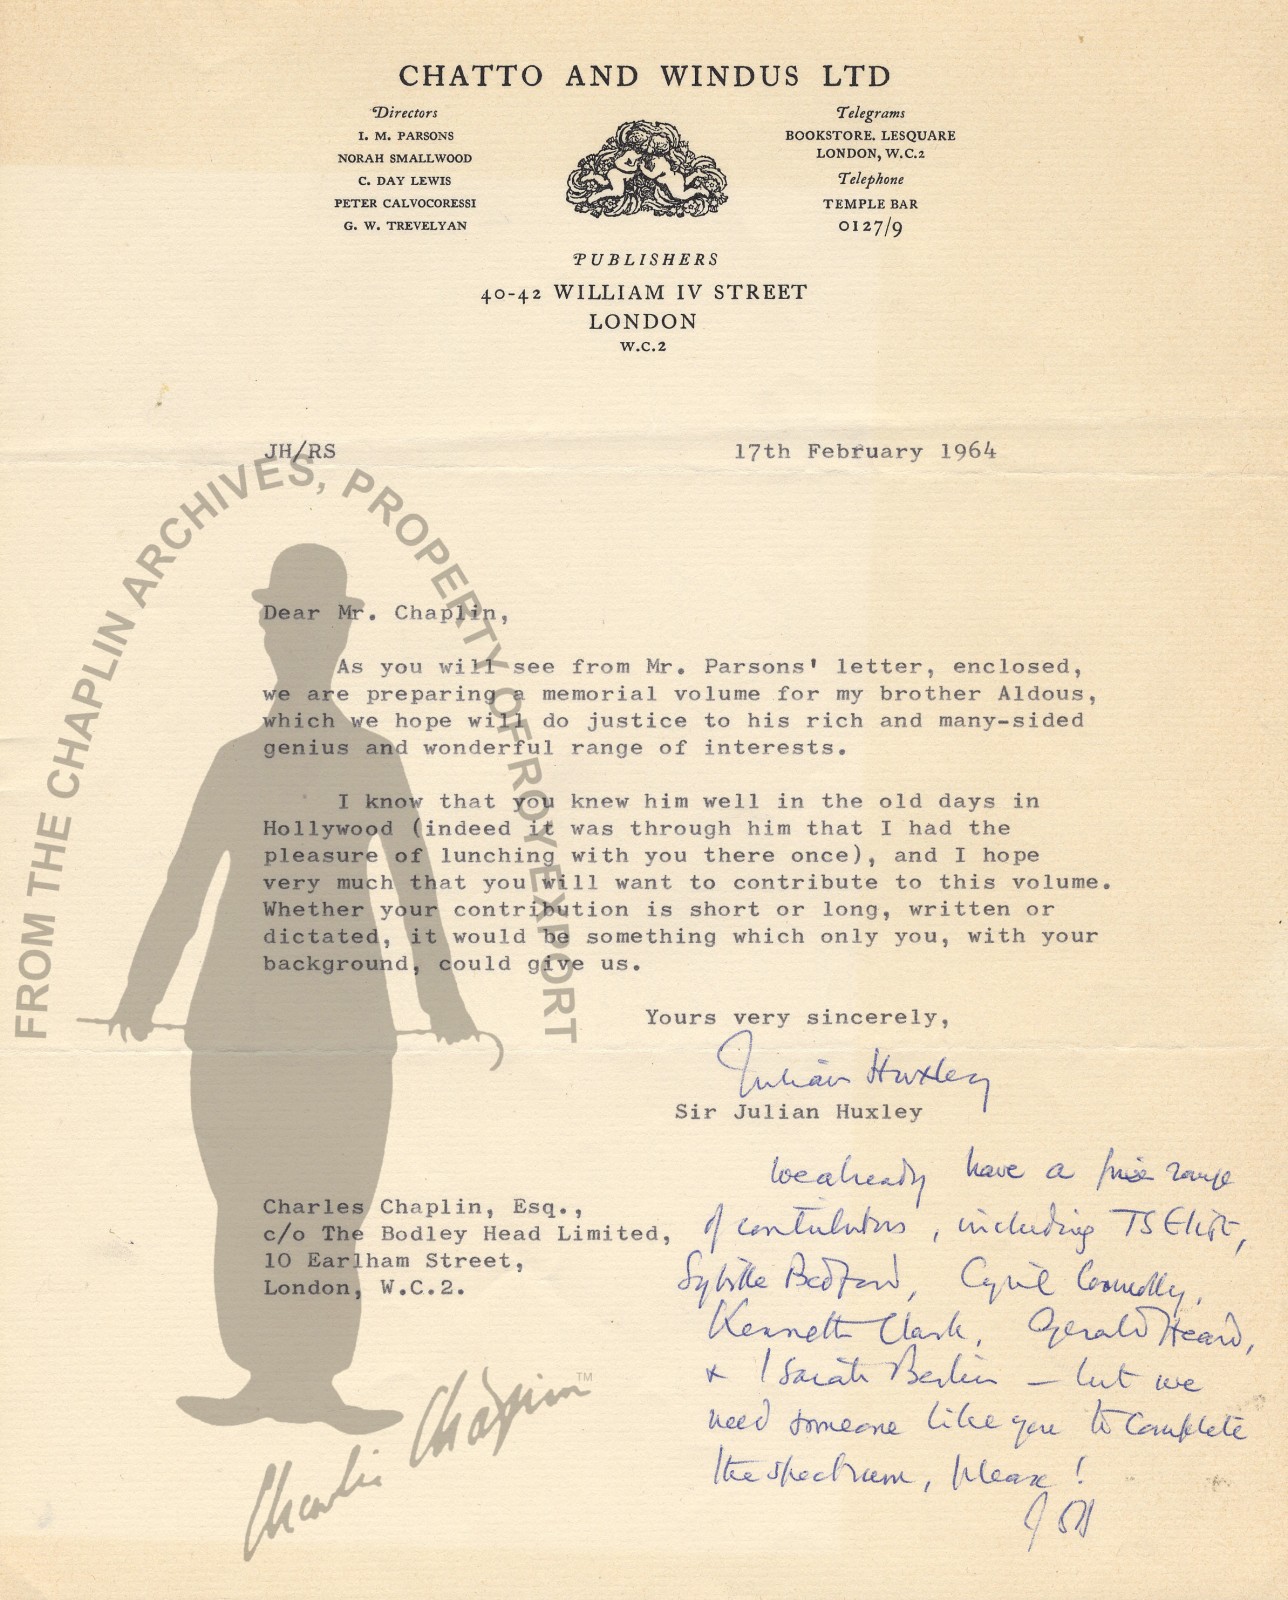 CHATTO AND WINDUS LTD
Directors
I. M. PARSONS
NORAH SMALLWOOD
C. DAY LEWIS
PETER CALVOCORESSI
G. W. TREVELYAN
Telegrams
BOOKSTORE. LESQUARE
LONDON, W.C.2
Telephone
TEMPLE BAR
0127/9
PUBLISHERS
40-42 WILLIAM IV STREET
LONDON
W.C.2
JH/RS
17th February 1964
FROM THE CHAPLIN ARCHIVES, PROPERTY OF ROY EXPORT
Dear Mr. Chaplin,
As you will see from Mr. Parsons' letter, enclosed,
we are preparing a memorial volume for my brother Aldous,
which we hope will do justice to his rich and many-sided
genius and wonderful range of interests.
I know that you knew him well in the old days in
Hollywood (indeed it was through him that I had the
pleasure of lunching with you there once), and I hope
very much that you will want to contribute to this volume.
Whether your contribution is short or long, written or
dictated, it would be something which only you, with your
background, could give us.
Yours very sincerely,
Julian Huxley
Sir Julian Huxley
We already have a fine range
of contributors, including TS Eliot,
Sybille Bedford, Cyril Connolly,
Kenneth Clark, Gerald Heard,
& Isaiah Berlin – but we
need someone like you to complete
the spectrum, please!
JSH
Charles Chaplin, Esq.,
c/o The Bodley Head Limited,
10 Earlham Street,
London, W.C.2.
Charlie Chaplin™